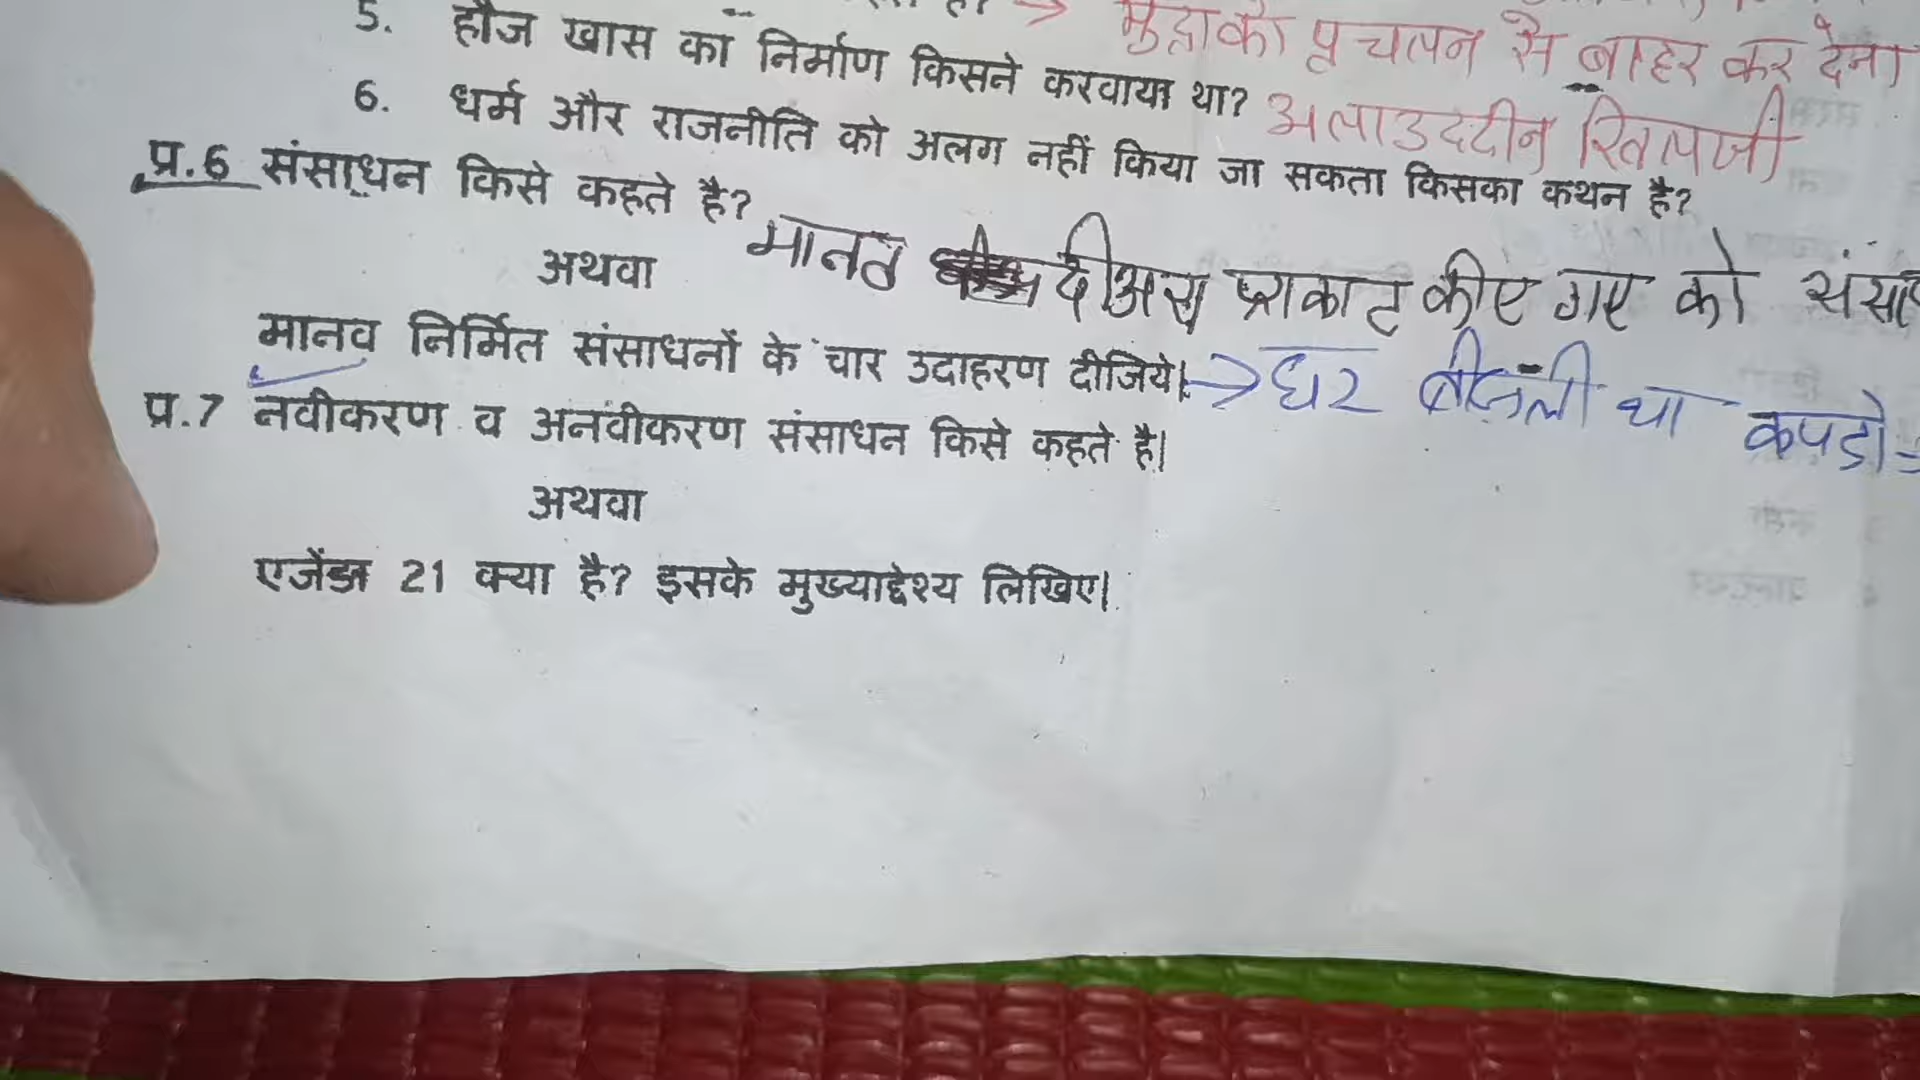 मुद्राको प्रचलन से बाहर कर देना
5. हौज खास का निर्माण किसने करवाया था? अलाउददीन खिलजी
6. धर्म और राजनीति को अलग नहीं किया जा सकता किसका कथन है?
प्र.6 संसाधन किसे कहते है?
मानव को संसा
अथवा
मानव निर्मित संसाधनों के चार उदाहरण दीजिये। → घर बीजली था कपडो
प्र.7 नवीकरण व अनवीकरण संसाधन किसे कहते है।
अथवा
एजेंडा 21 क्या है? इसके मुख्याद्देश्य लिखिए।